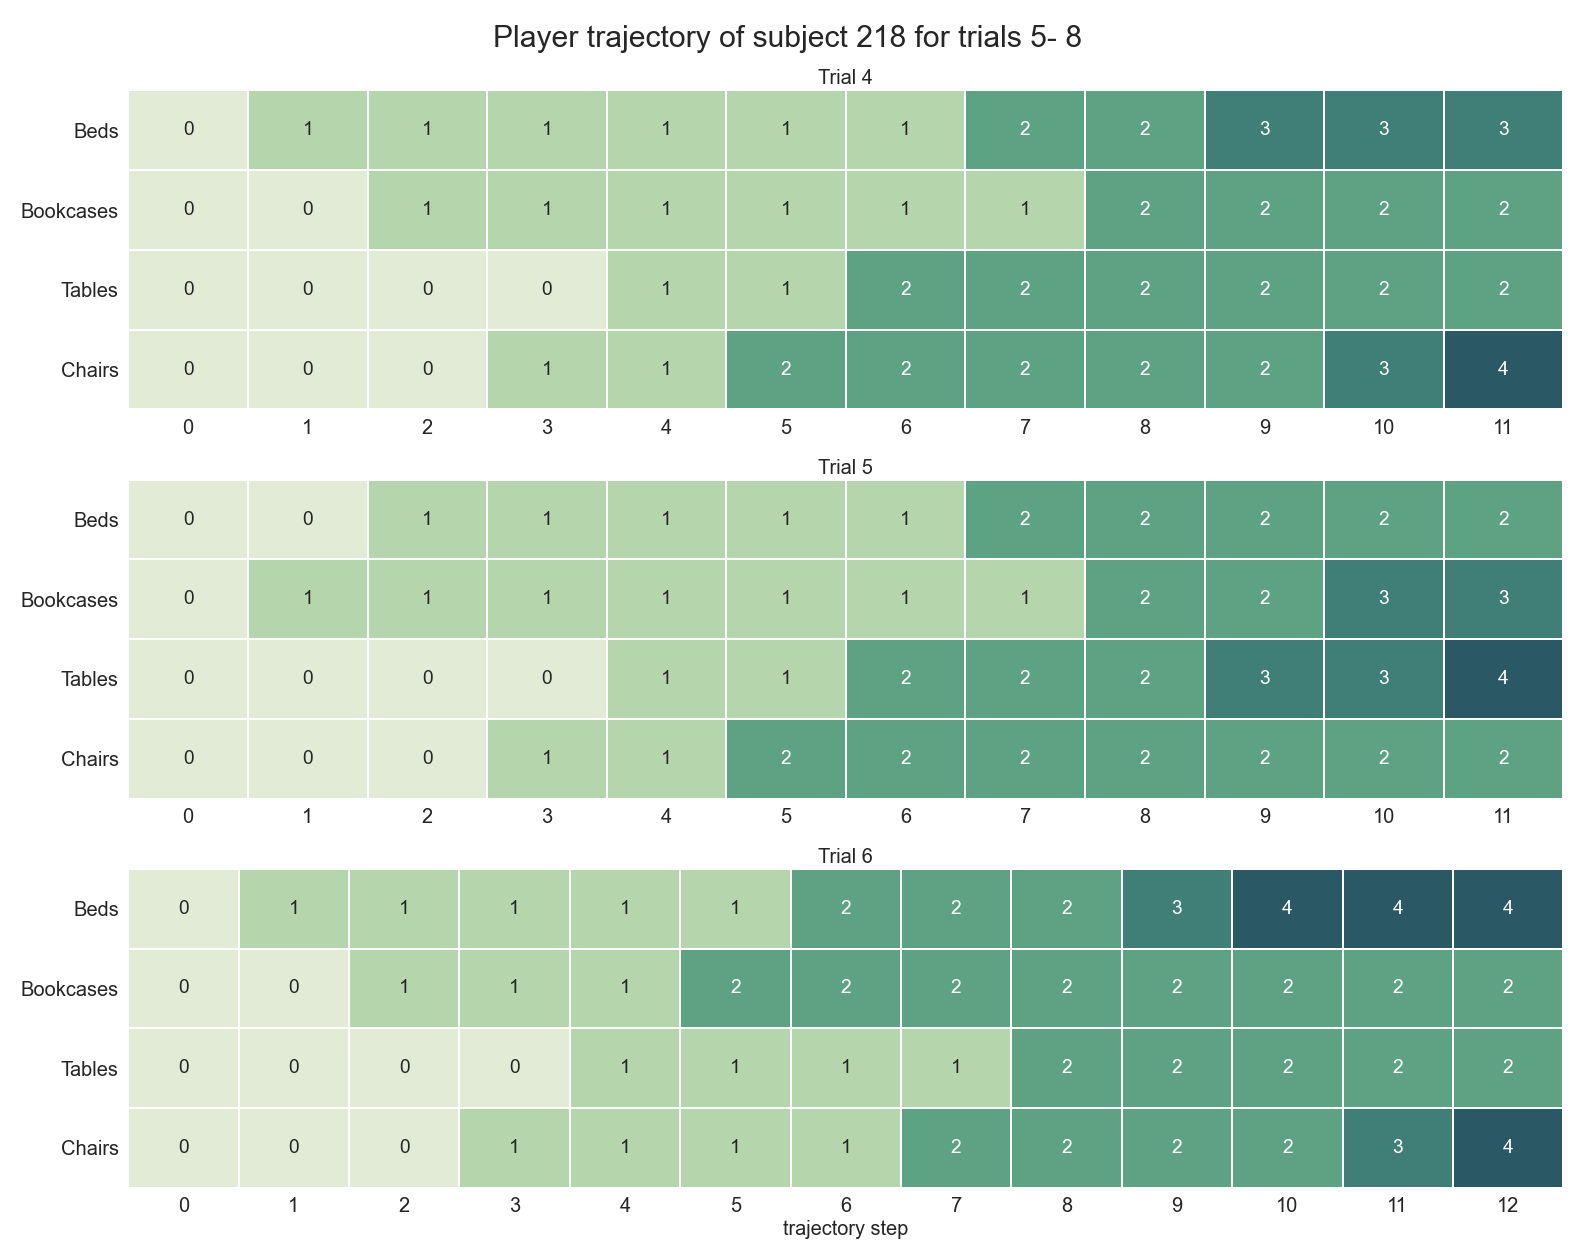 Player trajectory of subject 218 for trials 5- 8
Trial 4
Beds 0 1 1 1 1 1 1 2 2 3 3 3
Bookcases 0 0 1 1 1 1 1 1 2 2 2 2
Tables 0 0 0 0 1 1 2 2 2 2 2 2
Chairs 0 0 0 1 1 2 2 2 2 2 3 4
0 1 2 3 4 5 6 7 8 9 10 11
Trial 5
Beds 0 0 1 1 1 1 1 2 2 2 2 2
Bookcases 0 1 1 1 1 1 1 1 2 2 3 3
Tables 0 0 0 0 1 1 2 2 2 3 3 4
Chairs 0 0 0 1 1 2 2 2 2 2 2 2
0 1 2 3 4 5 6 7 8 9 10 11
Trial 6
Beds 0 1 1 1 1 1 2 2 2 3 4 4 4
Bookcases 0 0 1 1 1 2 2 2 2 2 2 2 2
Tables 0 0 0 0 1 1 1 1 2 2 2 2 2
Chairs 0 0 0 1 1 1 1 2 2 2 2 3 4
0 1 2 3 4 5 6 7 8 9 10 11 12
trajectory step